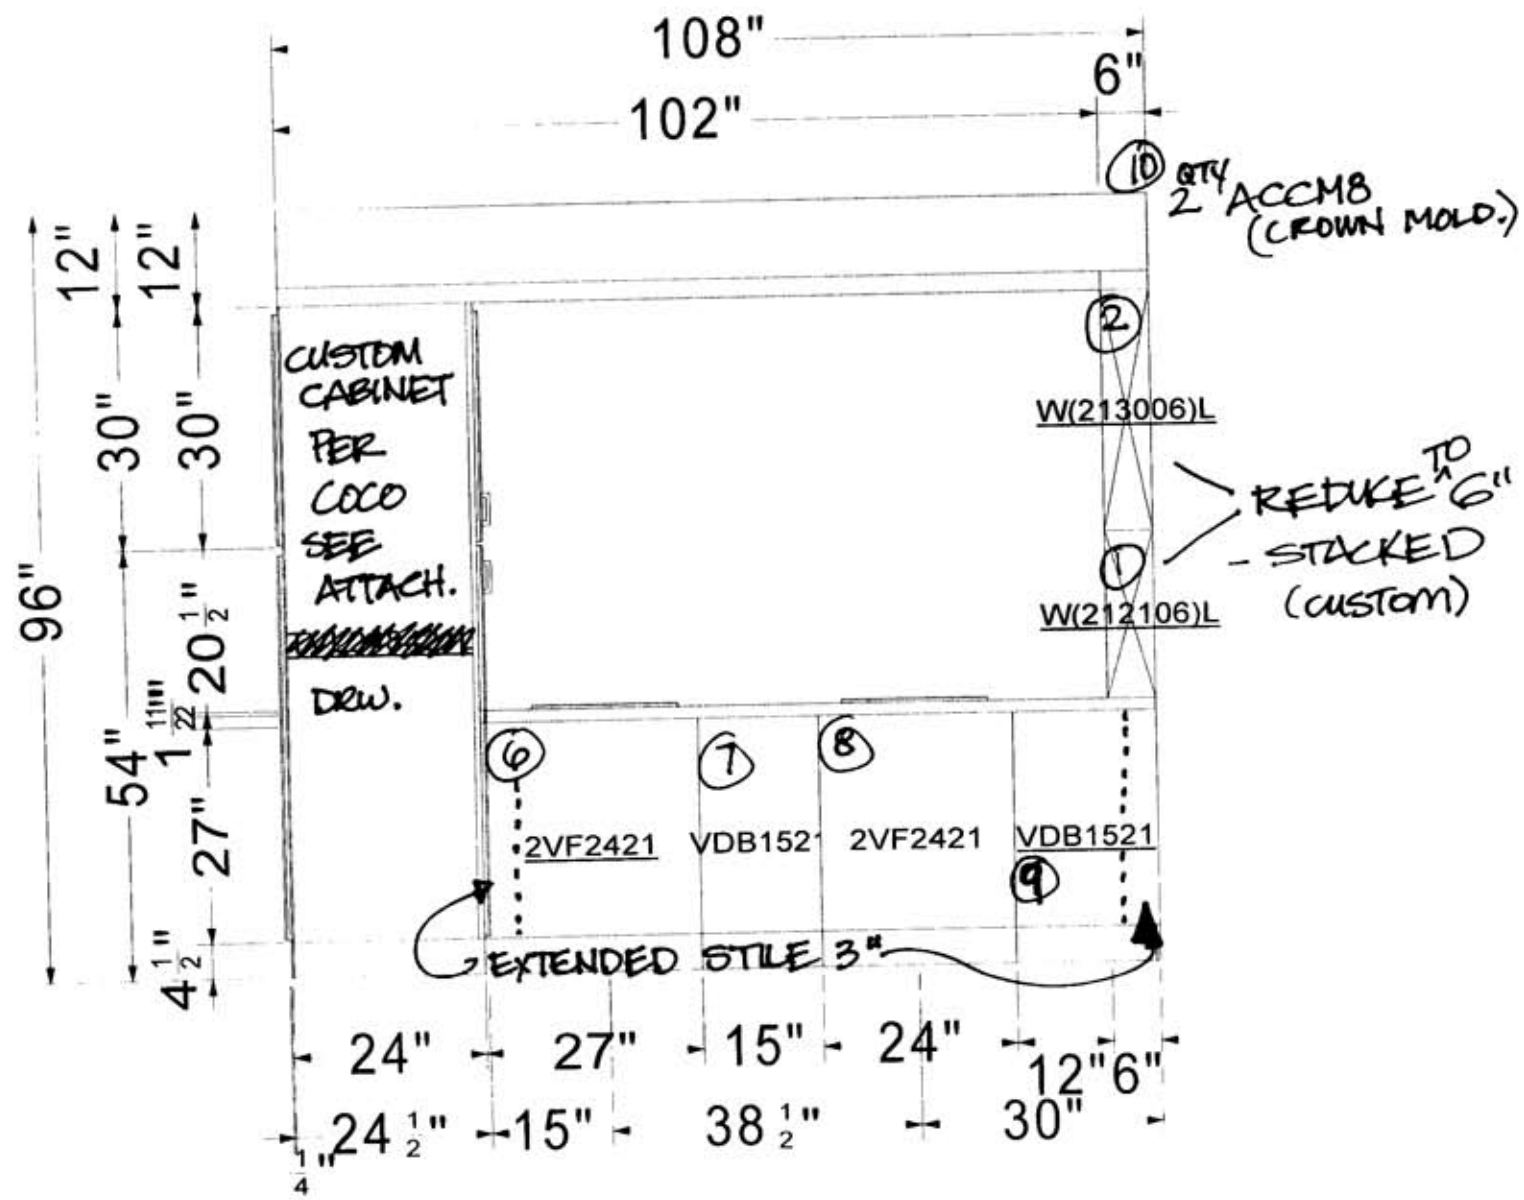 108"
6"
102"
10
QTY
2 ACCM8
(CROWN MOLD.)
12"
12"
2
CUSTOM
CABINET
PER
COCO
SEE
ATTACH.
DRW.
30"
30"
W(213006)L
REDUCE TO 6"
- STACKED
(CUSTOM)
1
W(212106)L
96"
54"
20 1/2"
27"
4 1/2"
6
7
8
2VF2421
VDB1521
2VF2421
VDB1521
9
EXTENDED STILE 3"
24"
27"
15"
24"
12"
6"
24 1/2"
15"
38 1/2"
30"
1/4"